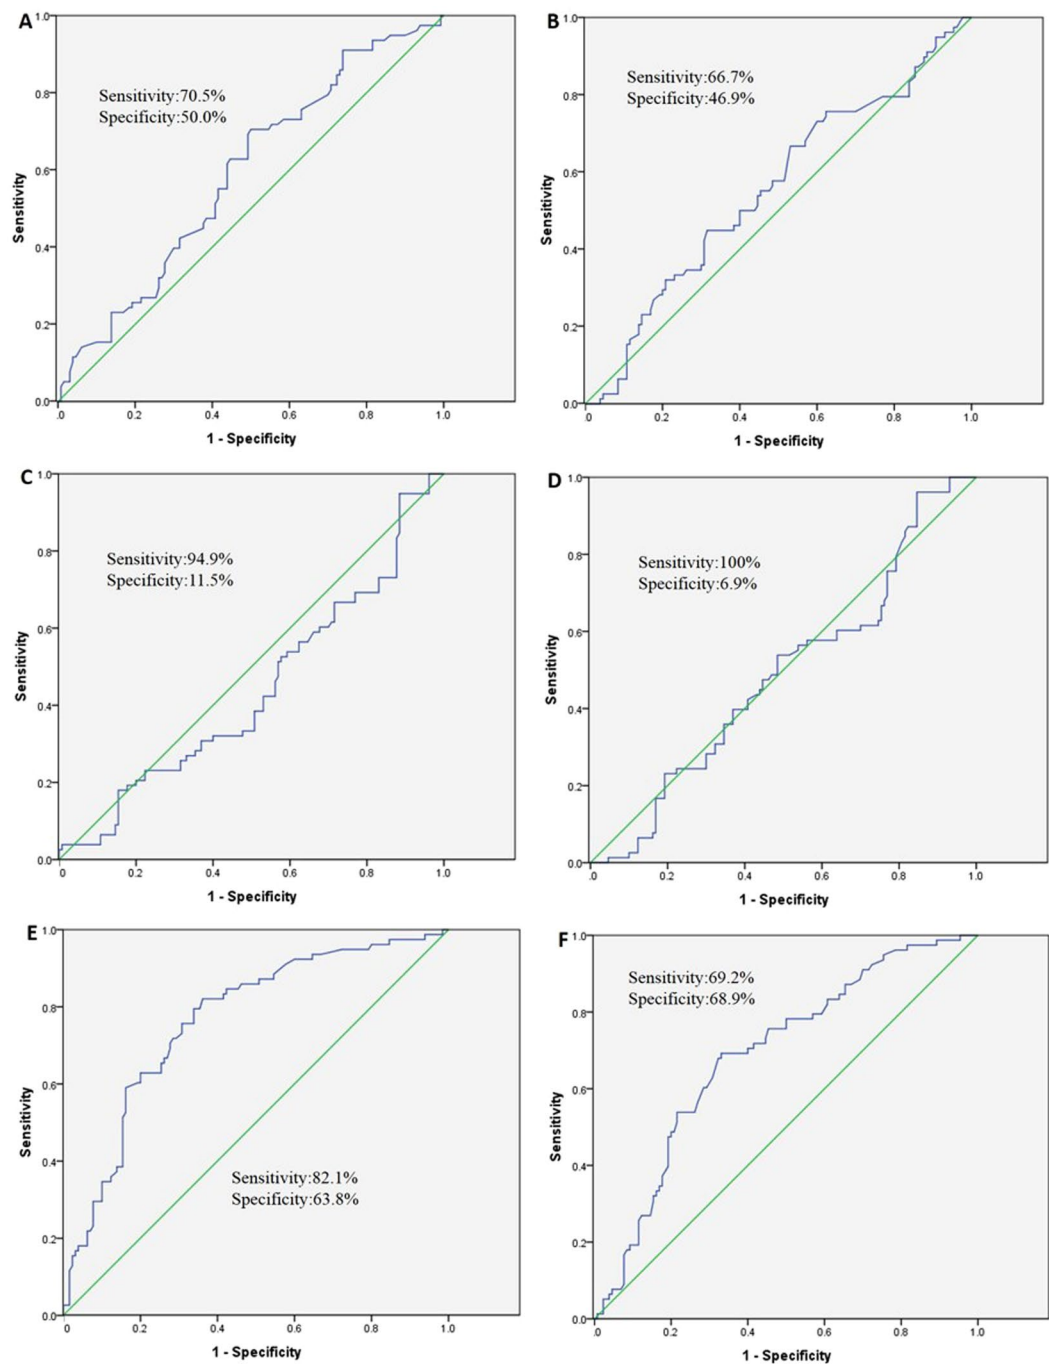 A
Sensitivity:70.5%
Specificity:50.0%
Sensitivity
1.0
0.8
0.6
0.4
0.2
0.0
.0 0.2 0.4 0.6 0.8 1.0
1 - Specificity
B
Sensitivity:66.7%
Specificity:46.9%
Sensitivity
1.0
0.8
0.6
0.4
0.2
0.0
.0 0.2 0.4 0.6 0.8 1.0
1 - Specificity
C
Sensitivity:94.9%
Specificity:11.5%
Sensitivity
1.0
0.8
0.6
0.4
0.2
0.0
0 0.2 0.4 0.6 0.8 1.0
1 - Specificity
D
Sensitivity:100%
Specificity:6.9%
Sensitivity
1.0
0.8
0.6
0.4
0.2
0.0
.0 0.2 0.4 0.6 0.8 1.0
1 - Specificity
E
Sensitivity:82.1%
Specificity:63.8%
Sensitivity
1.0
0.8
0.6
0.4
0.2
0.0
0 0.2 0.4 0.6 0.8 1.0
1 - Specificity
F
Sensitivity:69.2%
Specificity:68.9%
Sensitivity
1.0
0.8
0.6
0.4
0.2
0.0
.0 0.2 0.4 0.6 0.8 1.0
1 - Specificity